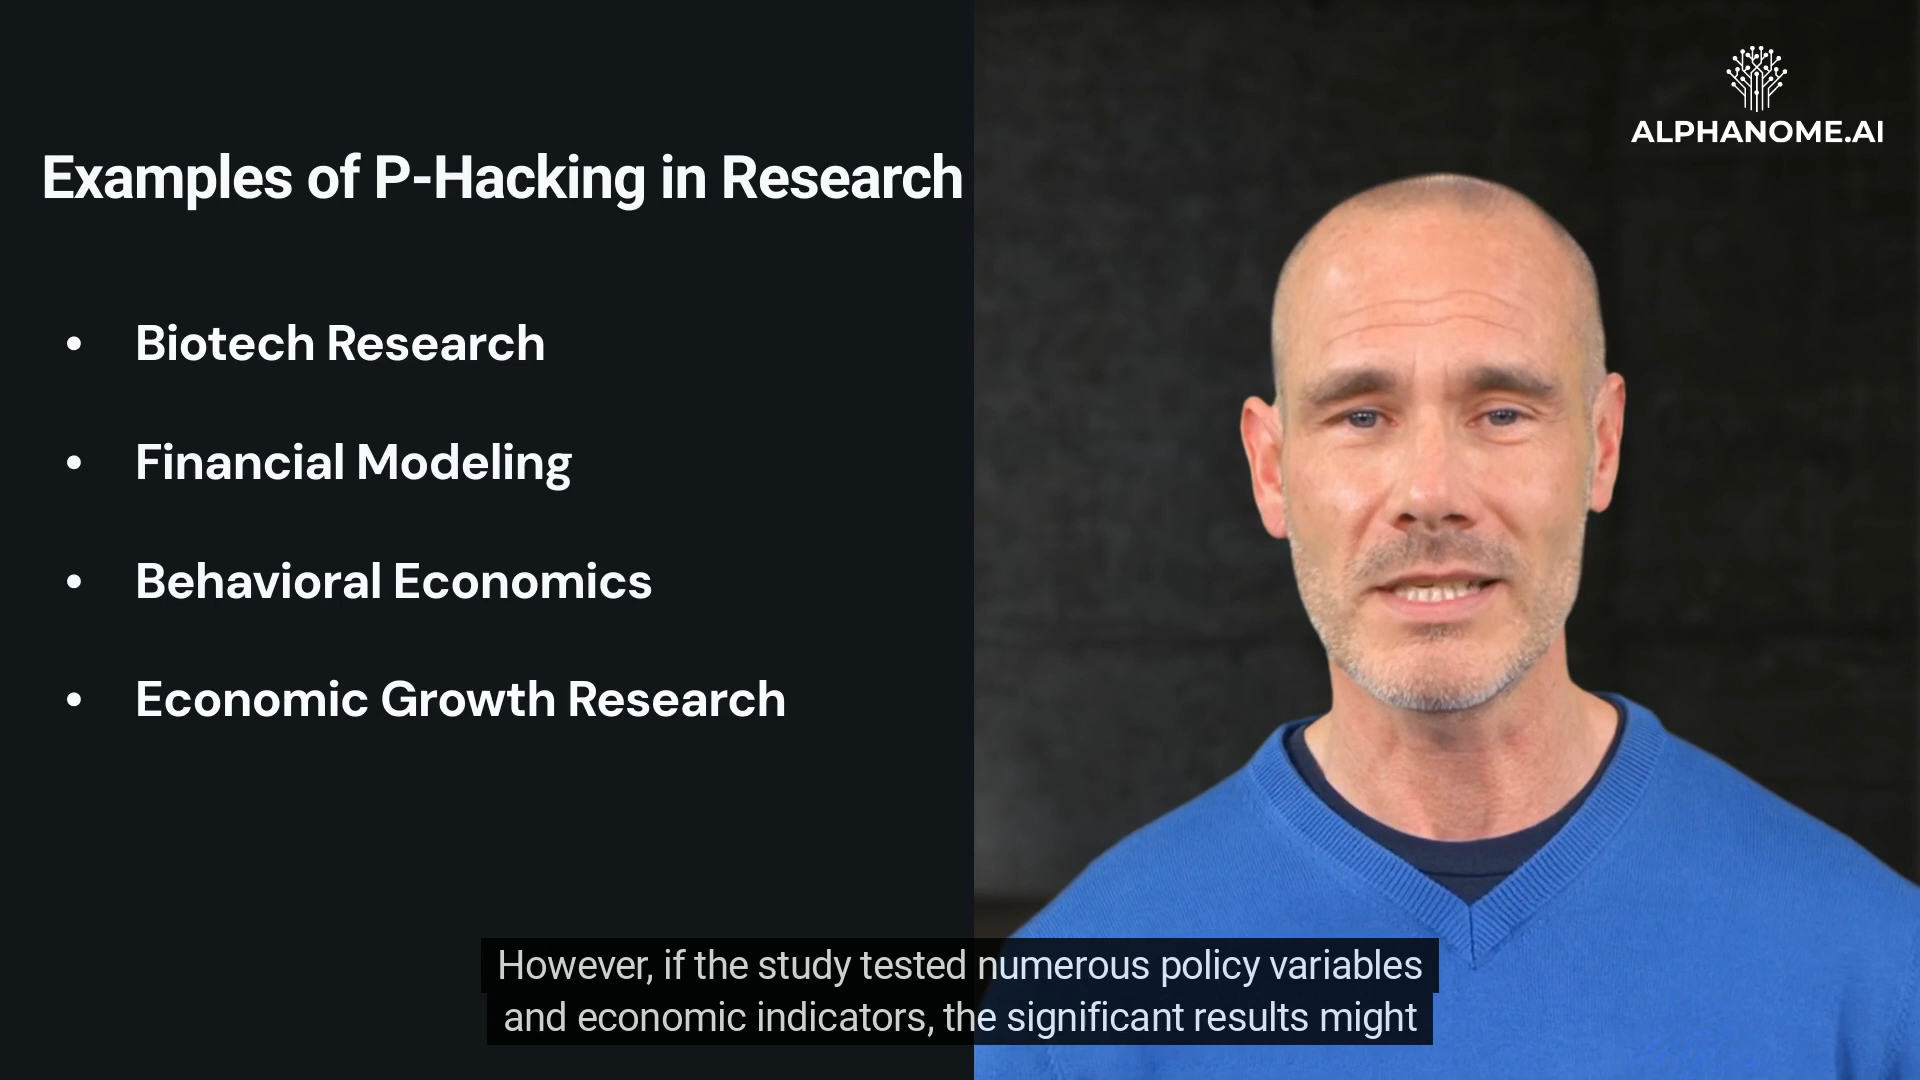 ALPHANOME.AI
Examples of P-Hacking in Research
• Biotech Research
• Financial Modeling
• Behavioral Economics
• Economic Growth Research
However, if the study tested numerous policy variables
and economic indicators, the significant results might